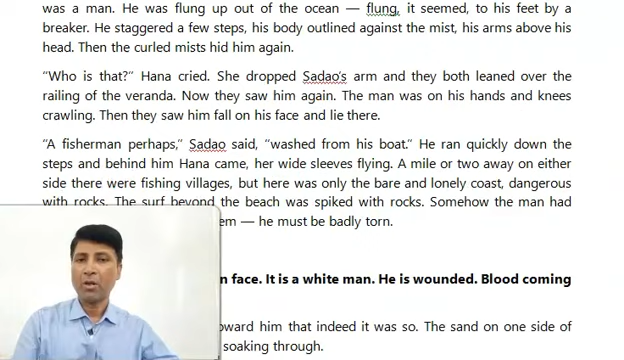 was a man. He was flung up out of the ocean — flung, it seemed, to his feet by a
breaker. He staggered a few steps, his body outlined against the mist, his arms above his
head. Then the curled mists hid him again.
“Who is that?” Hana cried. She dropped Sadao’s arm and they both leaned over the
railing of the veranda. Now they saw him again. The man was on his hands and knees
crawling. Then they saw him fall on his face and lie there.
“A fisherman perhaps,” Sadao said, “washed from his boat.” He ran quickly down the
steps and behind him Hana came, her wide sleeves flying. A mile or two away on either
side there were fishing villages, but here was only the bare and lonely coast, dangerous
with rocks. The surf beyond the beach was spiked with rocks. Somehow the man had
em — he must be badly torn.
n face. It is a white man. He is wounded. Blood coming
oward him that indeed it was so. The sand on one side of
soaking through.